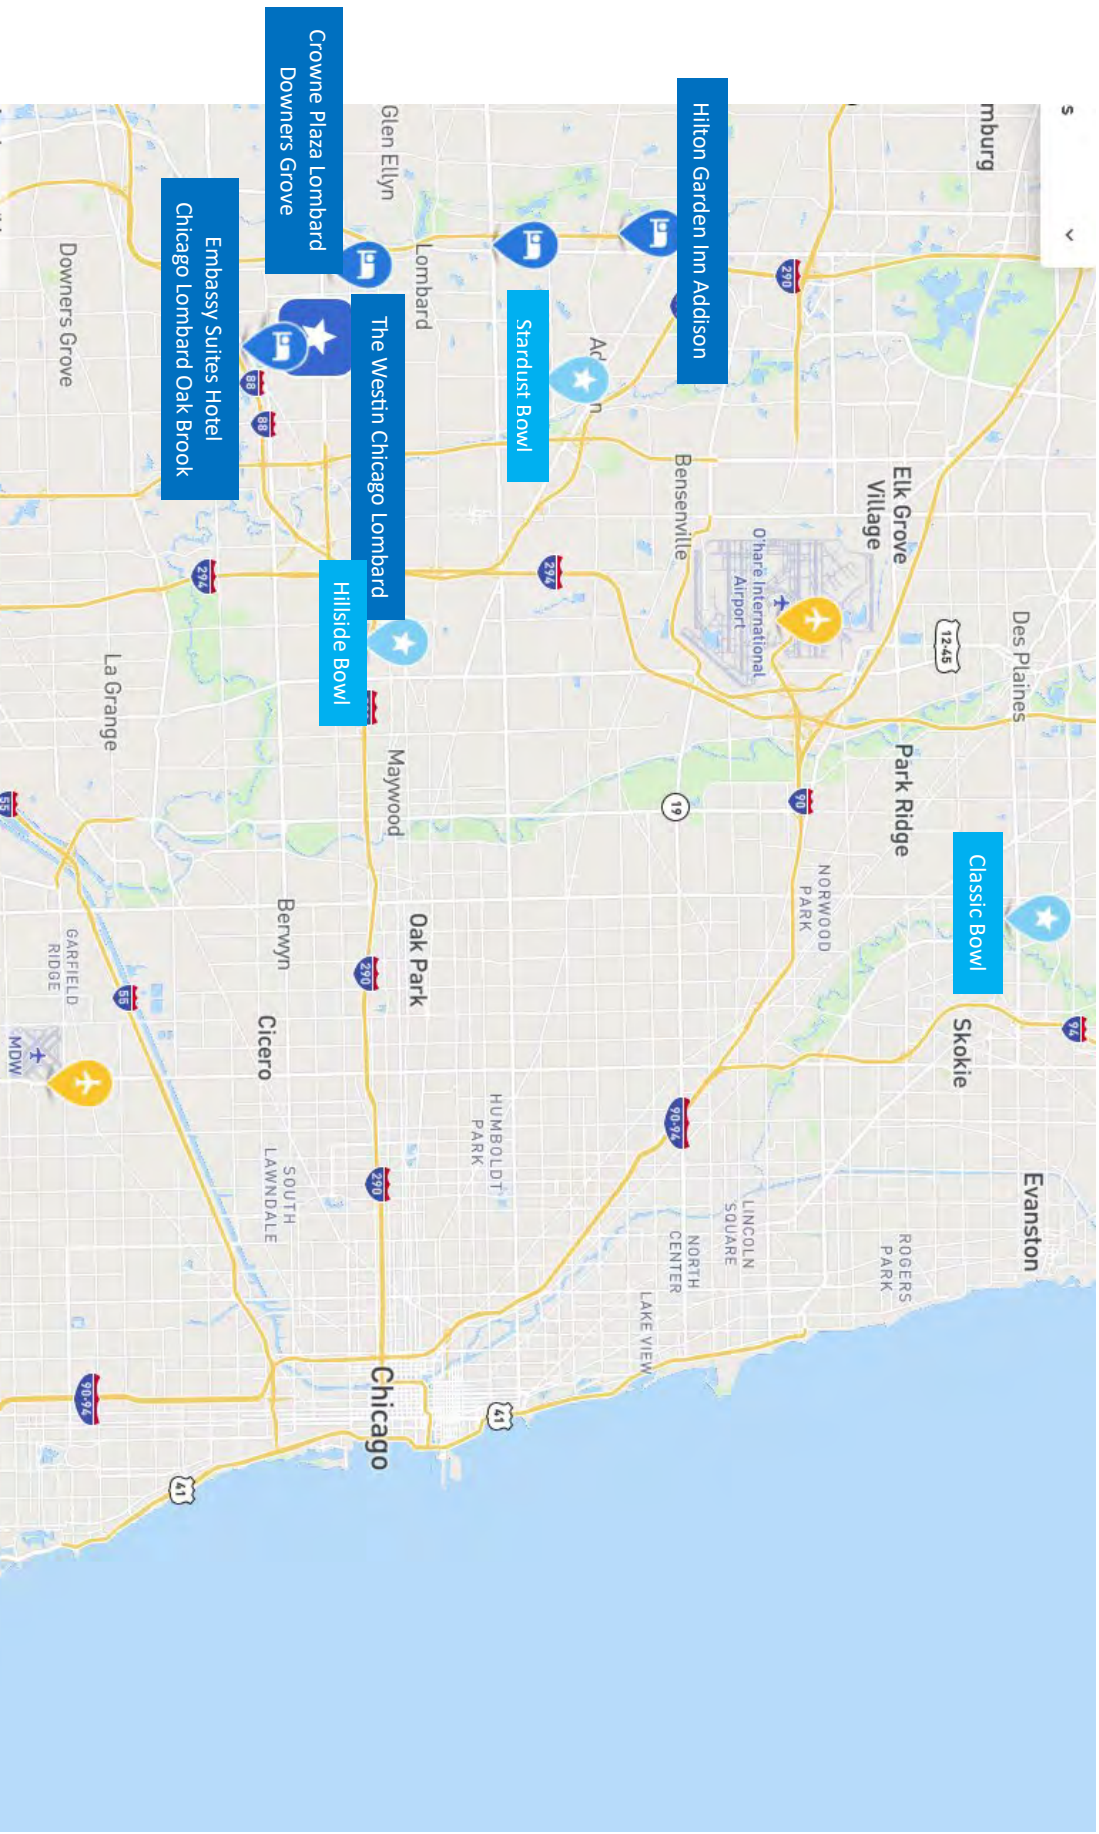 s
mburg
Des Plaines
12-45
Classic Bowl
94
Skokie
Evanston
290
Elk Grove
Village
O'hare International
Airport
Park Ridge
90
NORWOOD
PARK
ROGERS
PARK
Hilton Garden Inn Addison
Bensenville
19
90-94
LINCOLN
SQUARE
NORTH
CENTER
LAKE VIEW
Stardust Bowl
294
HUMBOLDT
PARK
41
Glen Ellyn
Lombard
Crowne Plaza Lombard
Downers Grove
The Westin Chicago Lombard
Hillside Bowl
Maywood
Oak Park
290
290
Chicago
Embassy Suites Hotel
Chicago Lombard Oak Brook
88
88
294
Berwyn
Cicero
SOUTH
LAWNDALE
41
Downers Grove
La Grange
55
GARFIELD
RIDGE
55
MDW
90-94